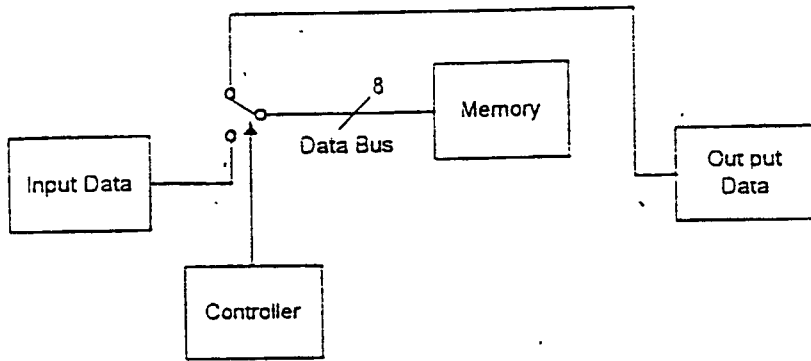 8
Memory
Data Bus
Input Data
Out put
Data
Controller